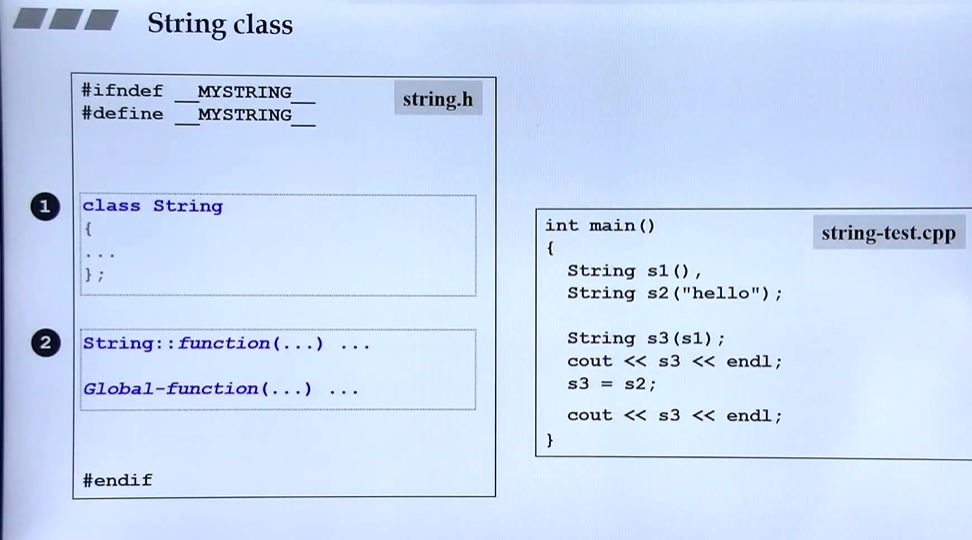 String class
#ifndef __MYSTRING__
#define __MYSTRING__
string.h
1
class String
{
...
};
2
String::function(...) ...
Global-function(...) ...
#endif
string-test.cpp
int main()
{
String s1(),
String s2("hello");
String s3(s1);
cout << s3 << endl;
s3 = s2;
cout << s3 << endl;
}